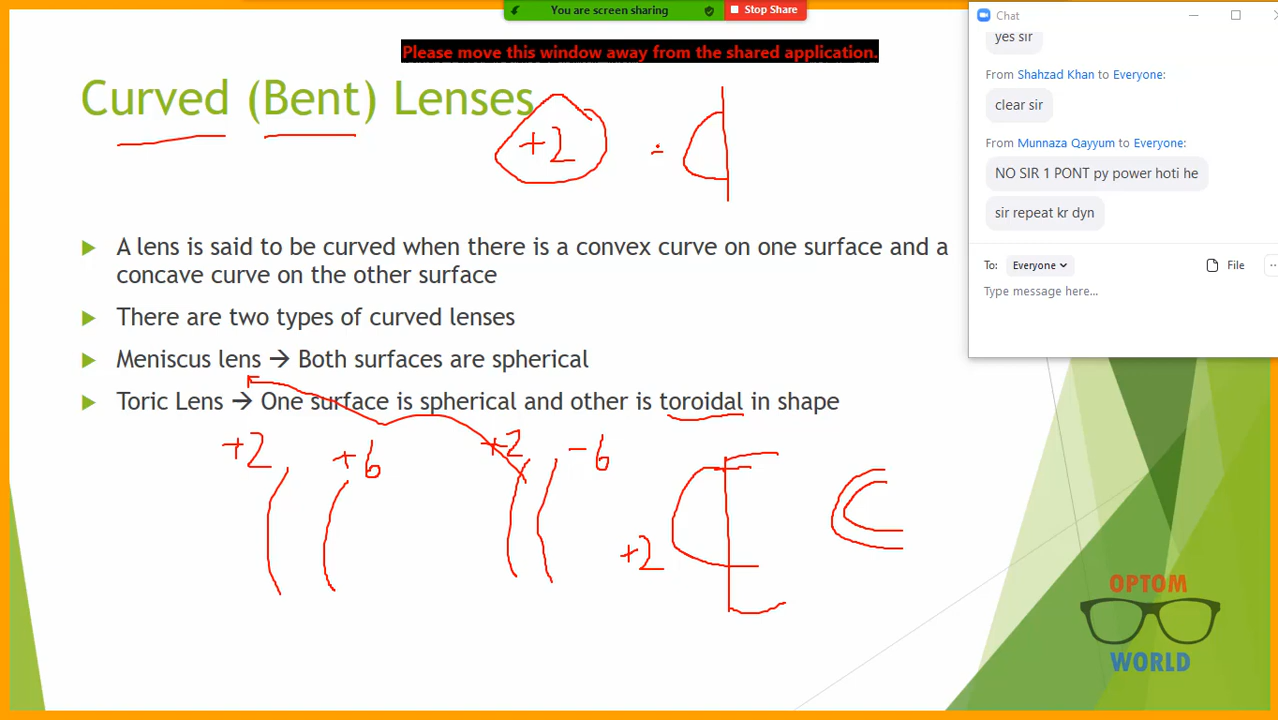 You are screen sharing
Stop Share
Please move this window away from the shared application.
Curved (Bent) Lenses
+2
A lens is said to be curved when there is a convex curve on one surface and a
concave curve on the other surface
There are two types of curved lenses
Meniscus lens → Both surfaces are spherical
Toric Lens → One surface is spherical and other is toroidal in shape
+2 +6 +2 -6
+2
OPTOM
WORLD
Chat
yes sir
From Shahzad Khan to Everyone:
clear sir
From Munnaza Qayyum to Everyone:
NO SIR 1 PONT py power hoti he
sir repeat kr dyn
To: Everyone File
Type message here...